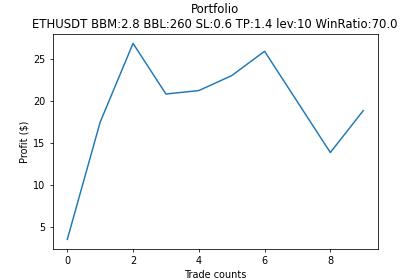 Portfolio
ETHUSDT BBM:2.8 BBL:260 SL:0.6 TP:1.4 lev:10 WinRatio:70.0
25
20
15
10
5
Profit ($)
0 2 4 6 8
Trade counts